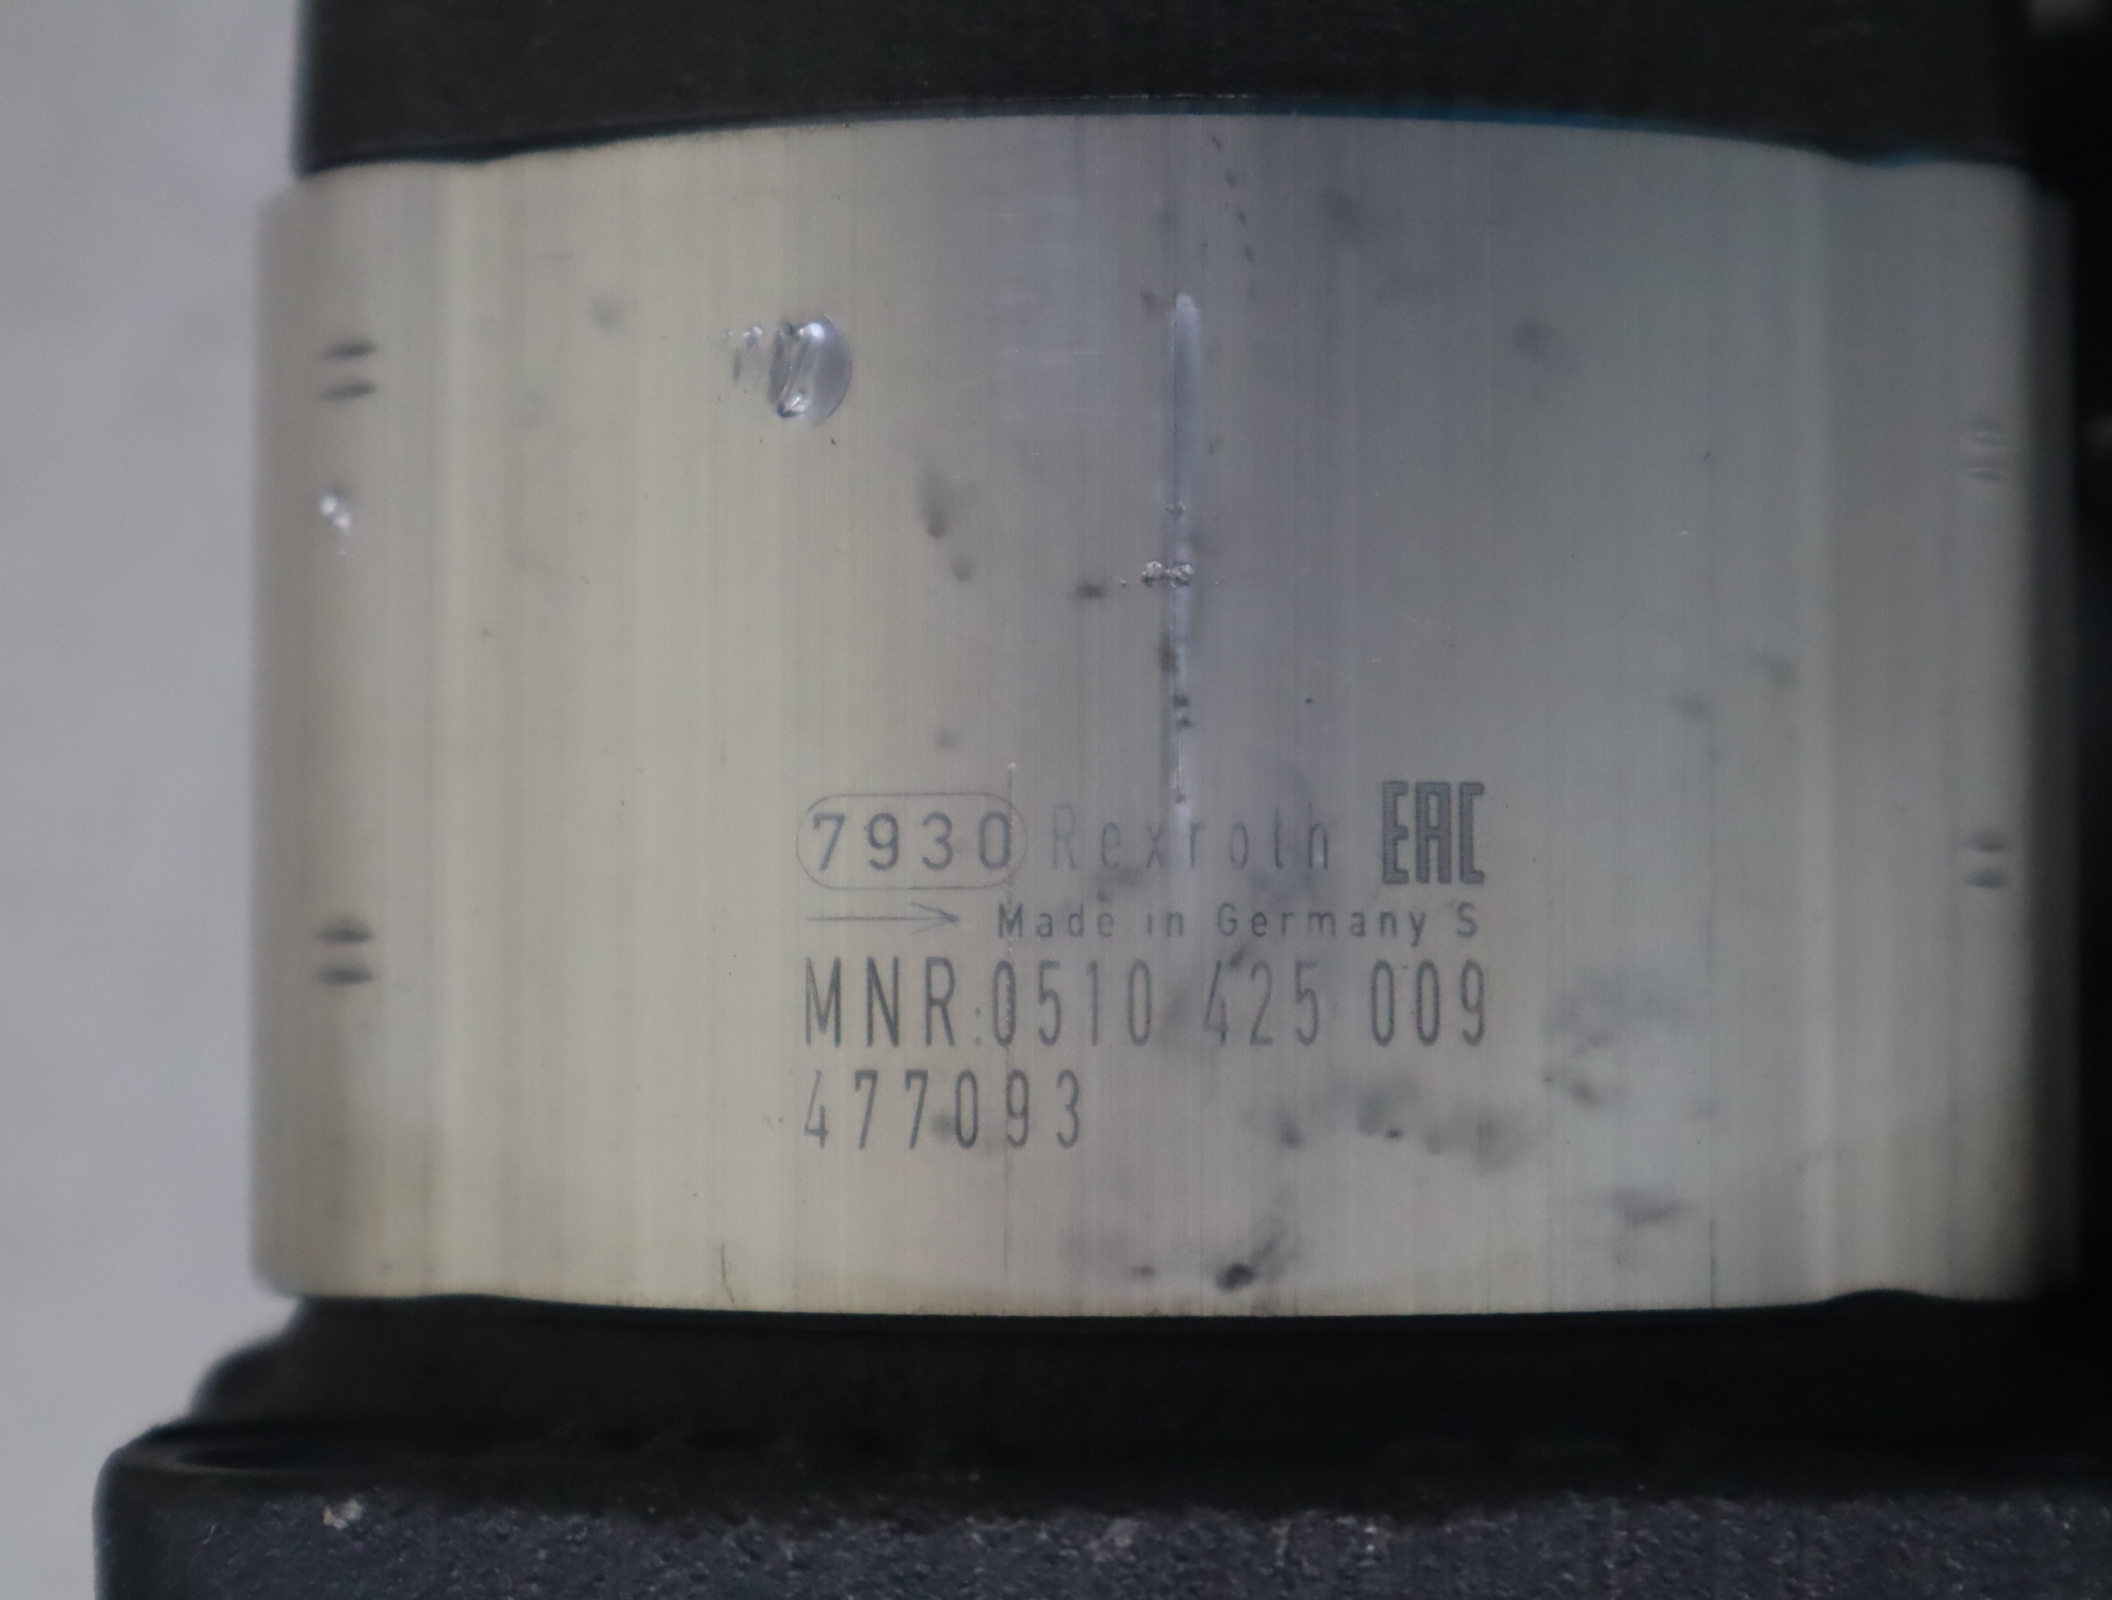 7930 Rexroth EAC
Made in Germany S
MNR:0510 425 009
477093